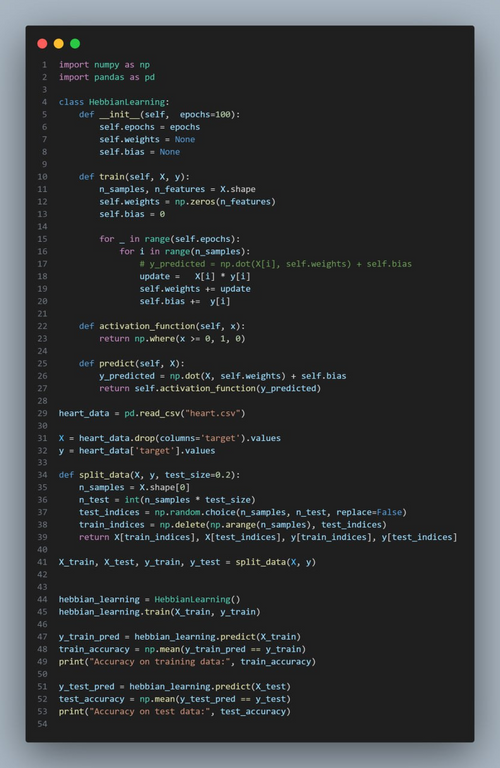 1 import numpy as np
2 import pandas as pd
3
4 class HebbianLearning:
5     def __init__(self,  epochs=100):
6         self.epochs = epochs
7         self.weights = None
8         self.bias = None
9
10     def train(self, X, y):
11         n_samples, n_features = X.shape
12         self.weights = np.zeros(n_features)
13         self.bias = 0
14
15         for _ in range(self.epochs):
16             for i in range(n_samples):
17                 # y_predicted = np.dot(X[i], self.weights) + self.bias
18                 update =   X[i] * y[i]
19                 self.weights += update
20                 self.bias +=  y[i]
21
22     def activation_function(self, x):
23         return np.where(x >= 0, 1, 0)
24
25     def predict(self, X):
26         y_predicted = np.dot(X, self.weights) + self.bias
27         return self.activation_function(y_predicted)
28
29 heart_data = pd.read_csv("heart.csv")
30
31 X = heart_data.drop(columns='target').values
32 y = heart_data['target'].values
33
34 def split_data(X, y, test_size=0.2):
35     n_samples = X.shape[0]
36     n_test = int(n_samples * test_size)
37     test_indices = np.random.choice(n_samples, n_test, replace=False)
38     train_indices = np.delete(np.arange(n_samples), test_indices)
39     return X[train_indices], X[test_indices], y[train_indices], y[test_indices]
40
41 X_train, X_test, y_train, y_test = split_data(X, y)
42
43
44 hebbian_learning = HebbianLearning()
45 hebbian_learning.train(X_train, y_train)
46
47 y_train_pred = hebbian_learning.predict(X_train)
48 train_accuracy = np.mean(y_train_pred == y_train)
49 print("Accuracy on training data:", train_accuracy)
50
51 y_test_pred = hebbian_learning.predict(X_test)
52 test_accuracy = np.mean(y_test_pred == y_test)
53 print("Accuracy on test data:", test_accuracy)
54